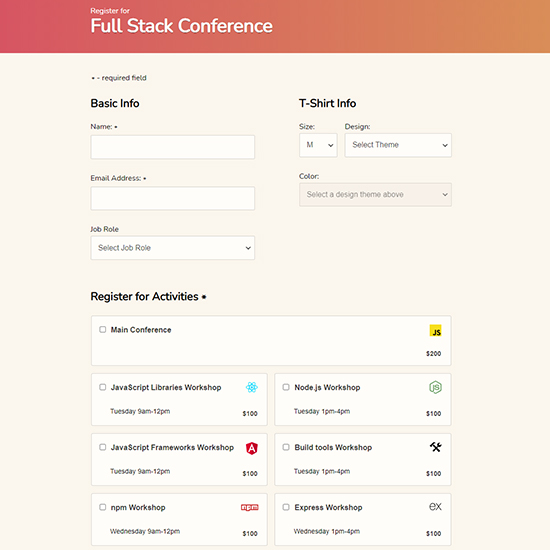 Register for
Full Stack Conference
* - required field
Basic Info
T-Shirt Info
Name: *
Size:
Design:
M
Select Theme
Email Address: *
Color:
Select a design theme above
Job Role
Select Job Role
Register for Activities *
Main Conference
JS
$200
JavaScript Libraries Workshop
Tuesday 9am-12pm
$100
Node.js Workshop
JS
Tuesday 1pm-4pm
$100
JavaScript Frameworks Workshop
A
Tuesday 9am-12pm
$100
Build tools Workshop
Tuesday 1pm-4pm
$100
npm Workshop
npm
Wednesday 9am-12pm
$100
Express Workshop
ex
Wednesday 1pm-4pm
$100